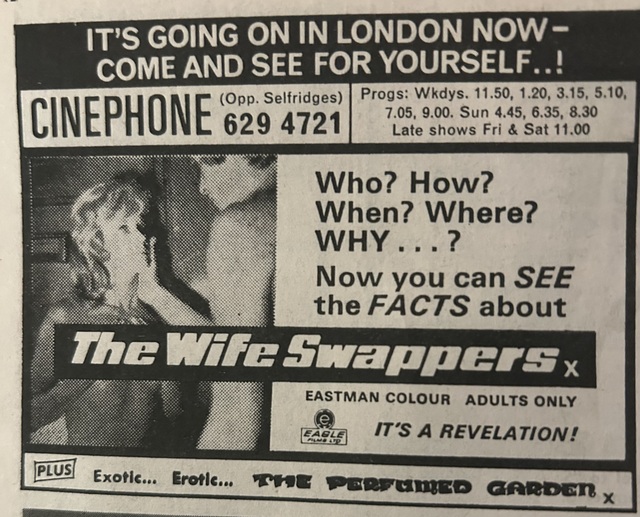 IT'S GOING ON IN LONDON NOW–
COME AND SEE FOR YOURSELF..!
CINEPHONE
(Opp. Selfridges)
629 4721
Progs: Wkdys. 11.50, 1.20, 3.15, 5.10,
7.05, 9.00. Sun 4.45, 6.35, 8.30
Late shows Fri & Sat 11.00
Who? How?
When? Where?
WHY...?
Now you can SEE
the FACTS about
The Wife Swappers x
EASTMAN COLOUR ADULTS ONLY
e
EAGLE
FILMS LTD
IT'S A REVELATION!
PLUS Exotic... Erotic... THE PERFUMED GARDEN x